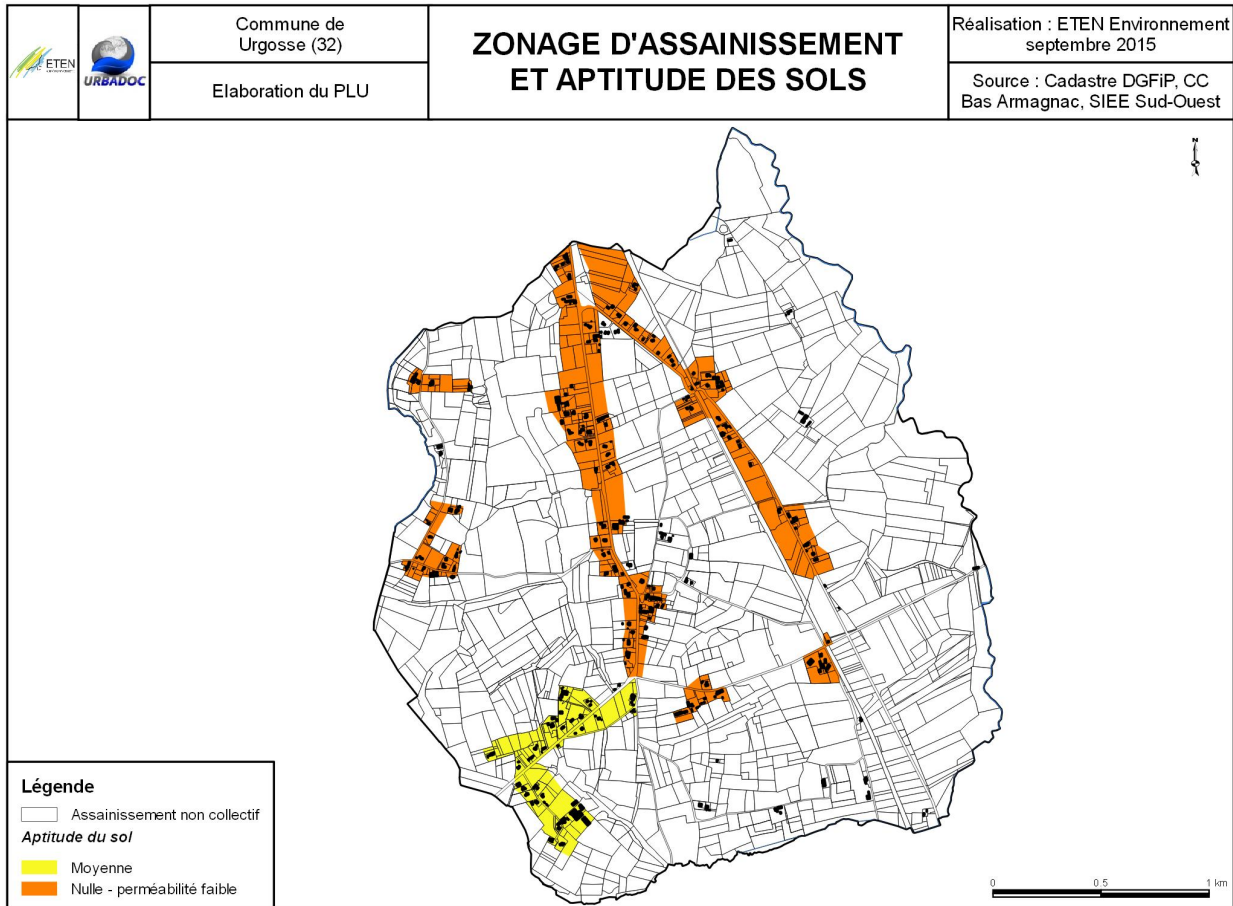 ETEN
URBADOC
Commune de
Urgosse (32)
Elaboration du PLU
ZONAGE D'ASSAINISSEMENT
ET APTITUDE DES SOLS
Réalisation : ETEN Environnement
septembre 2015
Source : Cadastre DGFiP, CC
Bas Armagnac, SIEE Sud-Ouest
N
Légende
Assainissement non collectif
Aptitude du sol
Moyenne
Nulle - perméabilité faible
0 0.5 1 km